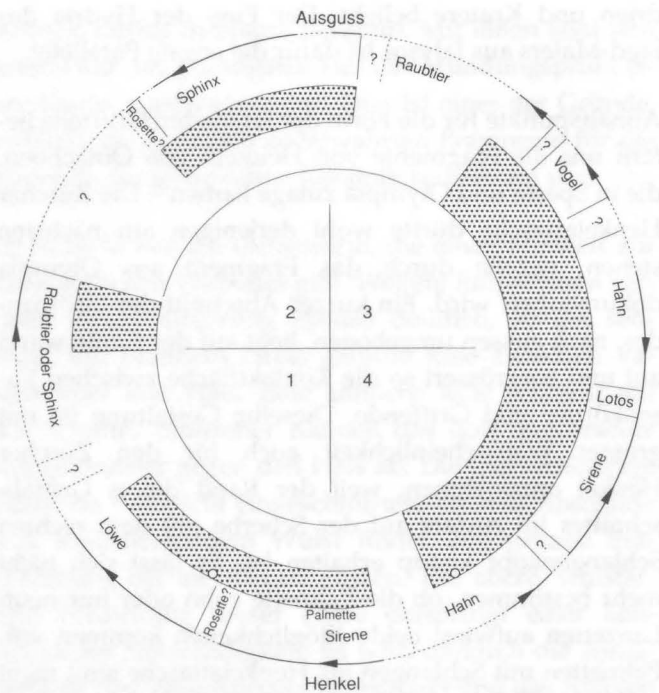 Ausguss
Sphinx
?
Raubtier
Rosette?
?
Vogel
?
?
Hahn
2
3
Raubtier oder Sphinx
1
4
Lotos
?
Sirene
?
Löwe
Hahn
Rosette?
Palmette
Sirene
Henkel